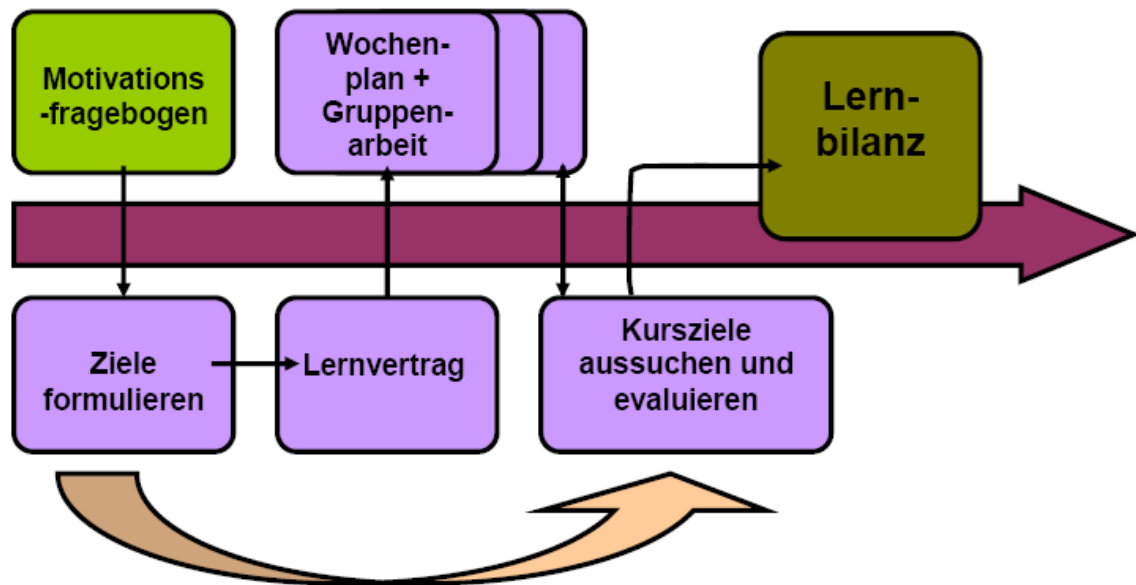 Motivations
-fragebogen
Wochen-
plan +
Gruppen-
arbeit
Lern-
bilanz
Ziele
formulieren
Lernvertrag
Kursziele
aussuchen und
evaluieren